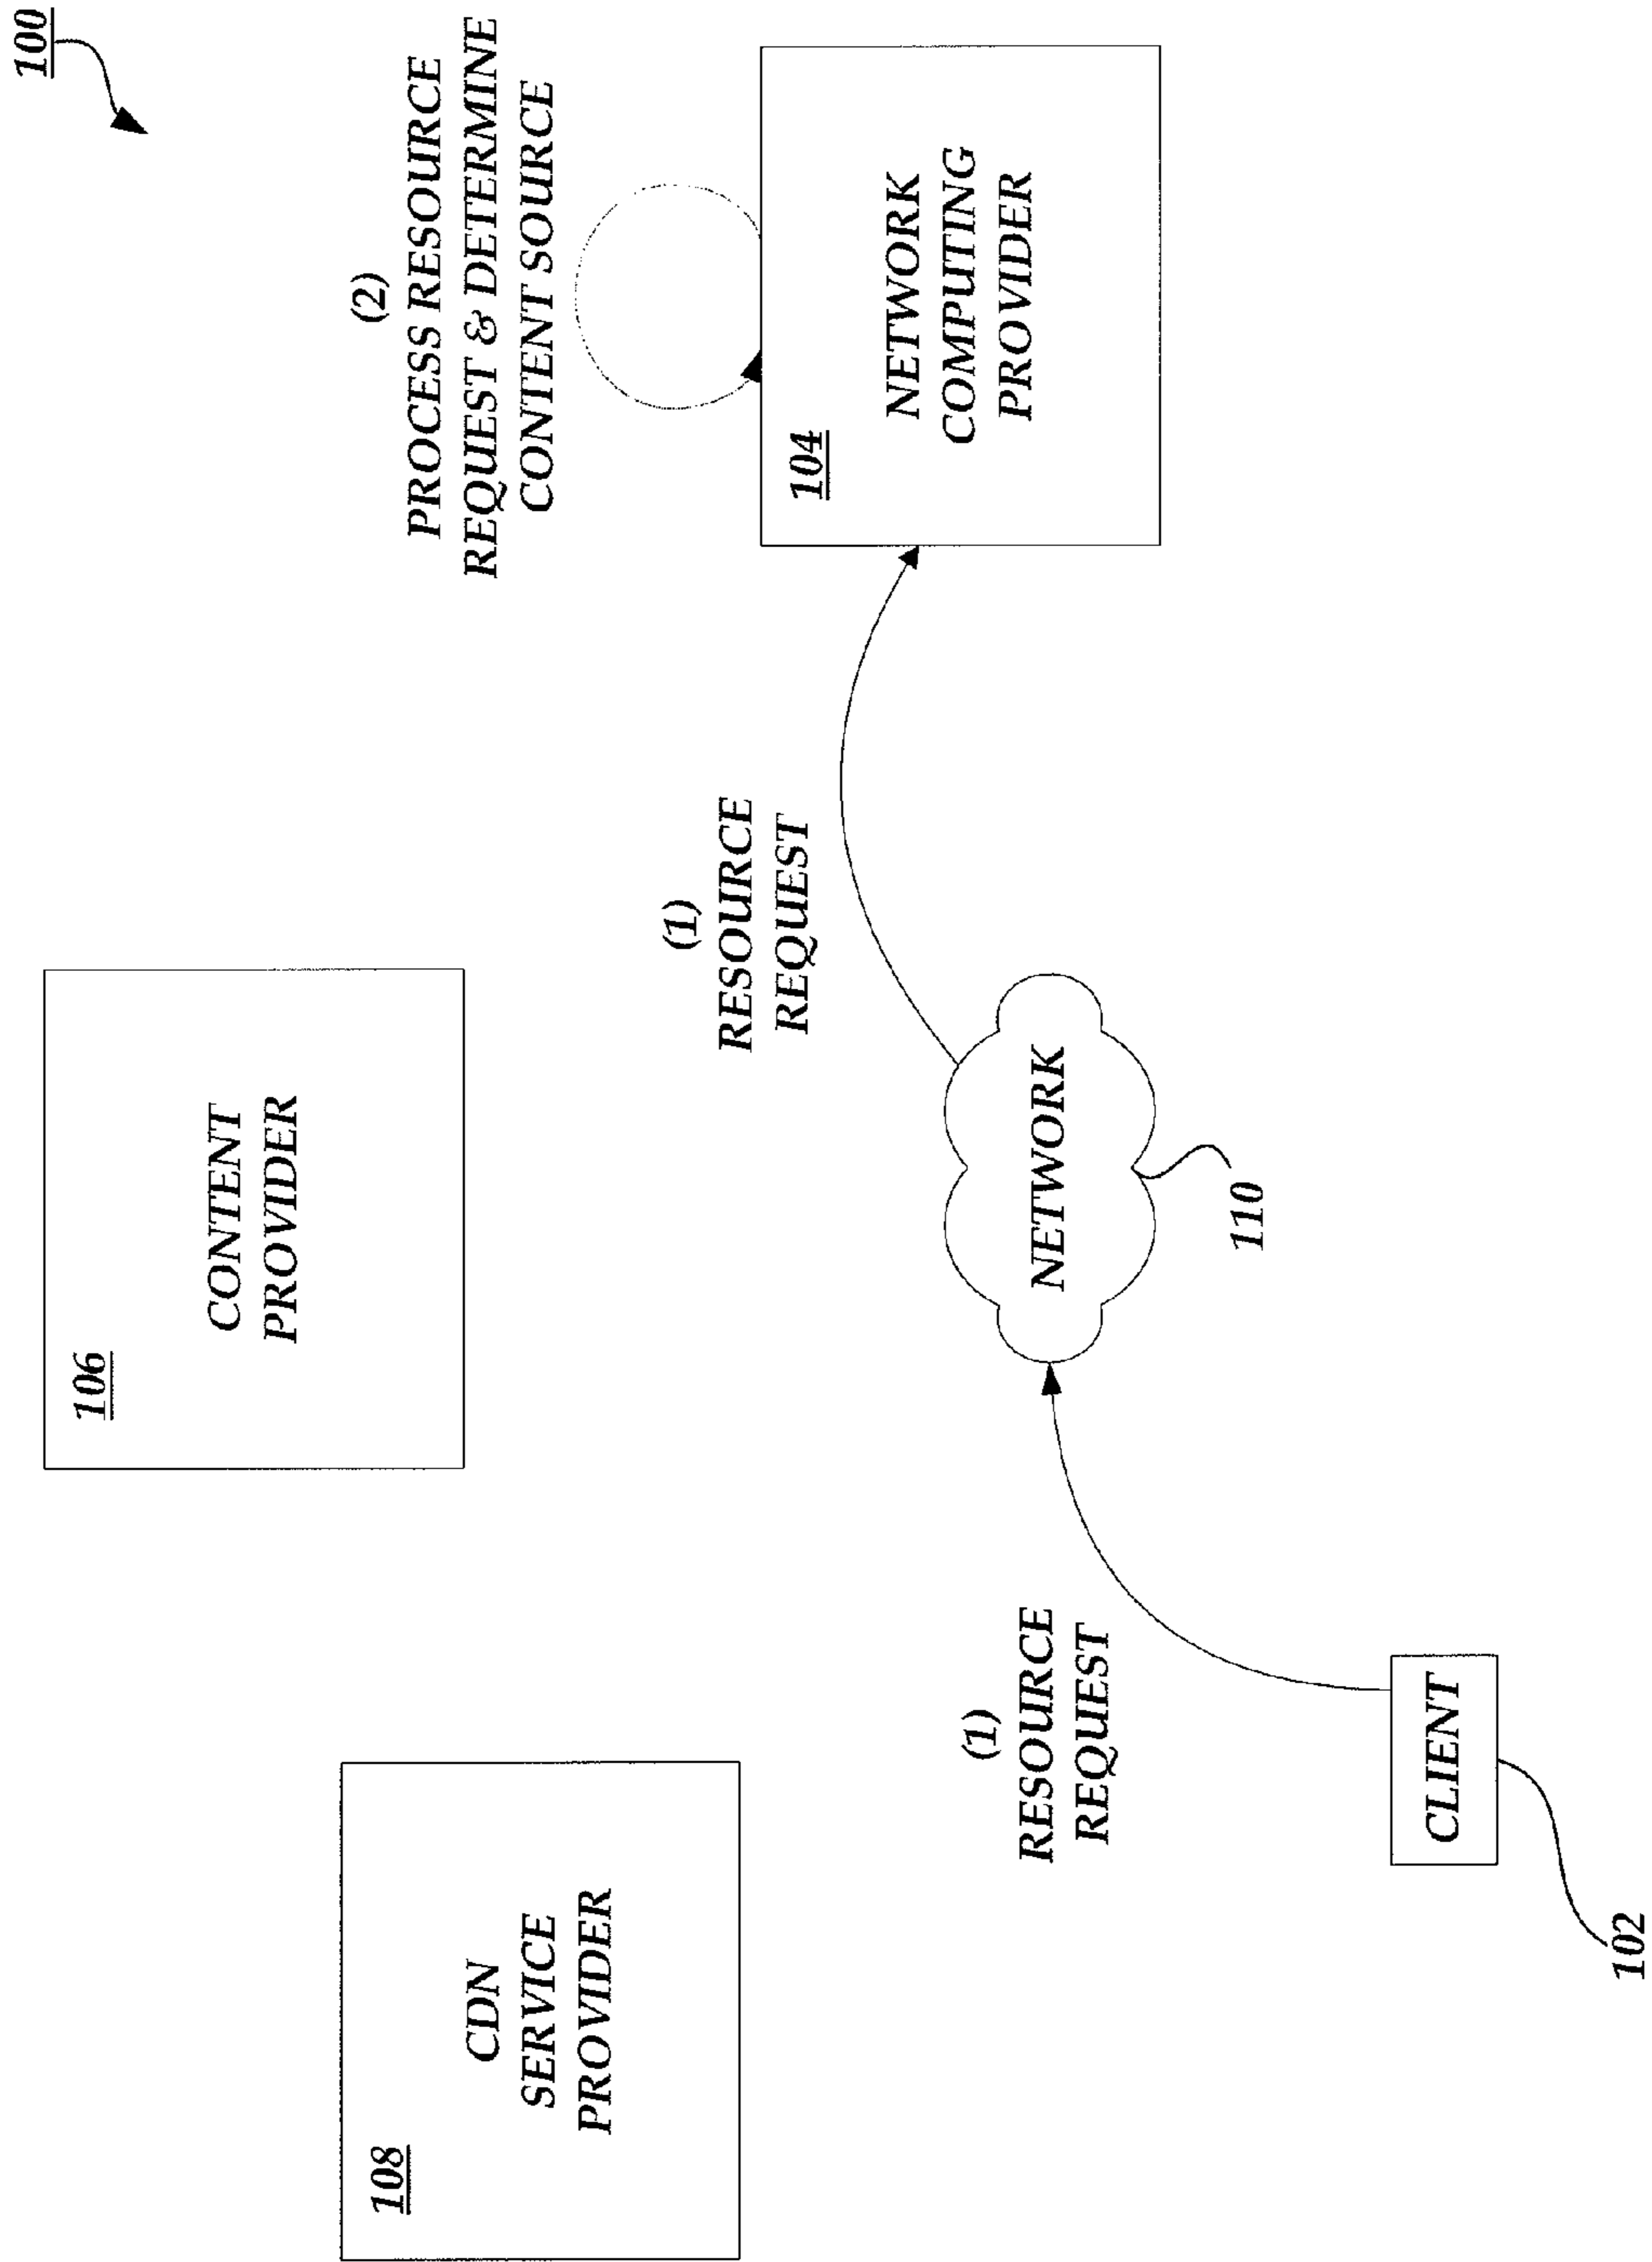 100
(2)
PROCESS RESOURCE
REQUEST & DETERMINE
CONTENT SOURCE
106
CONTENT
PROVIDER
108
CDN
SERVICE
PROVIDER
(1)
RESOURCE
REQUEST
104
NETWORK
COMPUTING
PROVIDER
(1)
RESOURCE
REQUEST
NETWORK
110
CLIENT
102